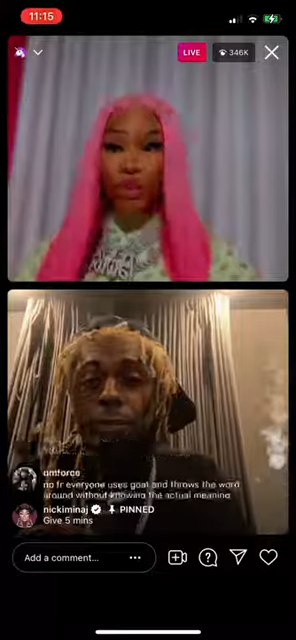 11:15
LIVE
346K
omforce
no fr everyone uses goat and throws the word
around without knowing the actual meaning
nickiminaj PINNED
Give 5 mins
Add a comment...